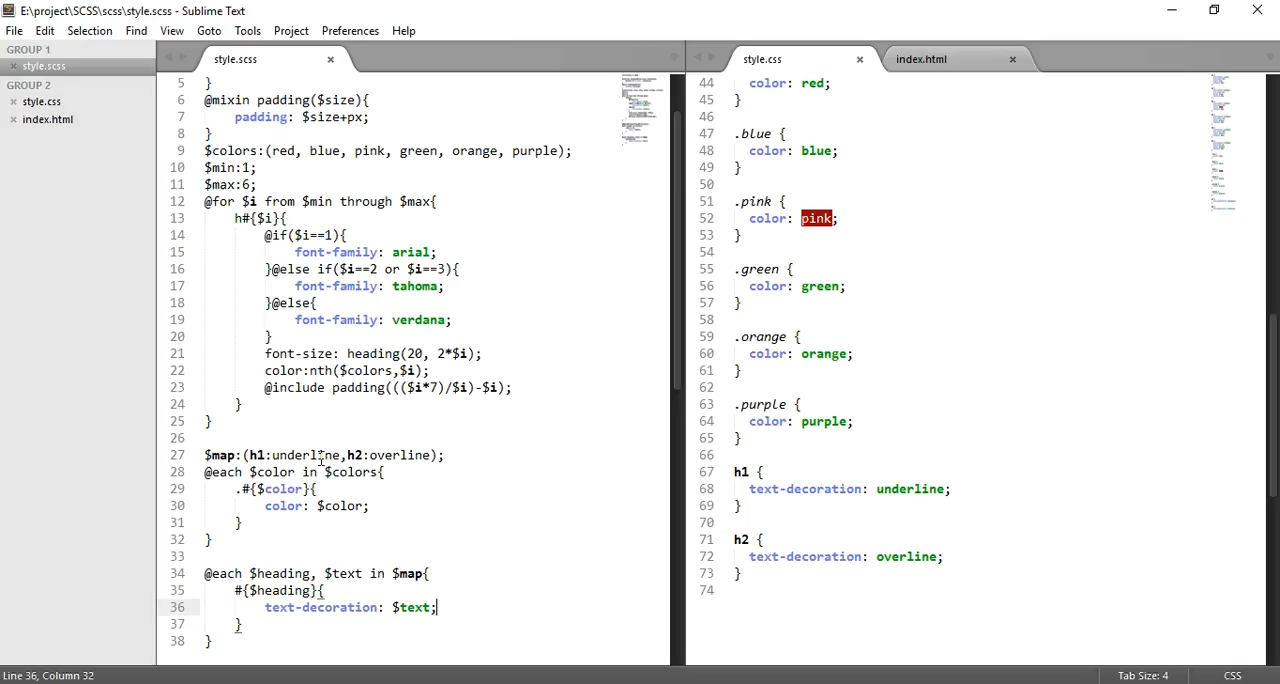 E:\project\SCSS\scss\style.scss - Sublime Text
File Edit Selection Find View Goto Tools Project Preferences Help
GROUP 1
× style.scss
GROUP 2
× style.css
× index.html
style.scss ×
5 }
6 @mixin padding($size){
7     padding: $size+px;
8 }
9 $colors:(red, blue, pink, green, orange, purple);
10 $min:1;
11 $max:6;
12 @for $i from $min through $max{
13     h#{$i}{
14         @if($i==1){
15             font-family: arial;
16         }@else if($i==2 or $i==3){
17             font-family: tahoma;
18         }@else{
19             font-family: verdana;
20         }
21         font-size: heading(20, 2*$i);
22         color:nth($colors,$i);
23         @include padding((($i*7)/$i)-$i);
24     }
25 }
26
27 $map:(h1:underline,h2:overline);
28 @each $color in $colors{
29     .#{$color}{
30         color: $color;
31     }
32 }
33
34 @each $heading, $text in $map{
35     #{$heading}{
36         text-decoration: $text;
37     }
38 }
style.css × index.html ×
44   color: red;
45 }
46
47 .blue {
48   color: blue;
49 }
50
51 .pink {
52   color: pink;
53 }
54
55 .green {
56   color: green;
57 }
58
59 .orange {
60   color: orange;
61 }
62
63 .purple {
64   color: purple;
65 }
66
67 h1 {
68   text-decoration: underline;
69 }
70
71 h2 {
72   text-decoration: overline;
73 }
74
Line 36, Column 32 Tab Size: 4 CSS